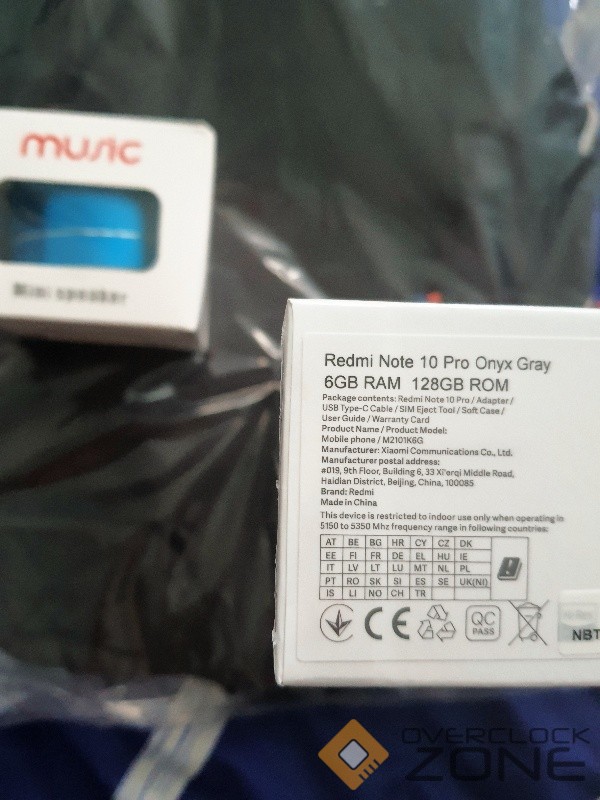 music
Mini speaker
Redmi Note 10 Pro Onyx Gray
6GB RAM 128GB ROM
Package contents: Redmi Note 10 Pro / Adapter /
USB Type-C Cable / SIM Eject Tool / Soft Case /
User Guide / Warranty Card
Product Name / Product Model:
Mobile phone / M2101K6G
Manufacturer: Xiaomi Communications Co., Ltd.
Manufacturer postal address:
#019, 9th Floor, Building 6, 33 Xi'erqi Middle Road,
Haidian District, Beijing, China, 100085
Brand: Redmi
Made in China
This device is restricted to indoor use only when operating in
5150 to 5350 Mhz frequency range in following countries:
AT BE BG HR CY CZ DK
EE FI FR DE EL HU IE
IT LV LT LU MT NL PL
PT RO SK SI ES SE UK(NI)
IS LI NO CH TR
CE
QC
PASS
NBT
OVERCLOCK
ZONE